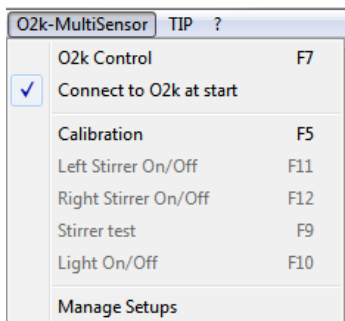 O2k-MultiSensor TIP ?
O2k Control F7
Connect to O2k at start
Calibration F5
Left Stirrer On/Off F11
Right Stirrer On/Off F12
Stirrer test F9
Light On/Off F10
Manage Setups